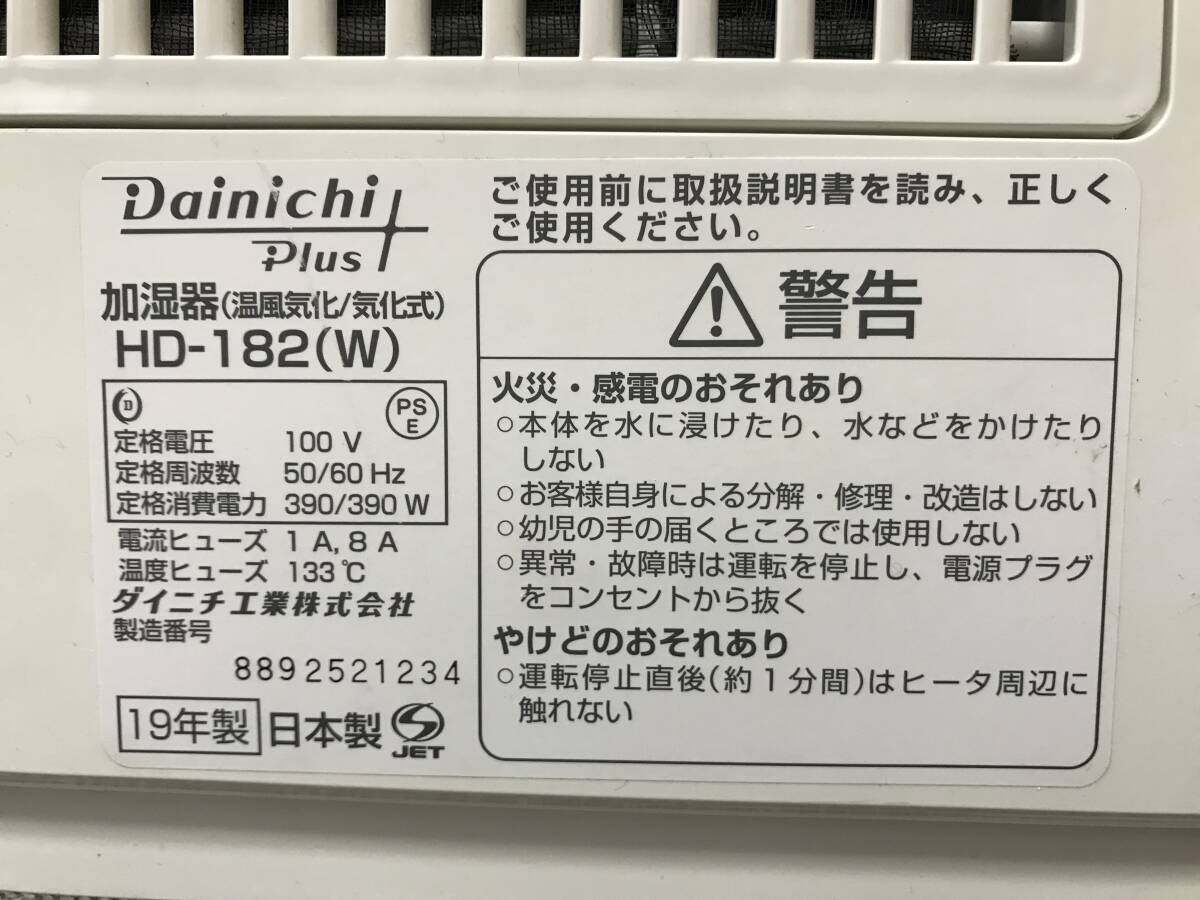 Dainichi
Plus
加湿器(温風気化/気化式)
HD-182(W)
D
PS
E
定格電圧 100 V
定格周波数 50/60 Hz
定格消費電力 390/390 W
電流ヒューズ 1 A, 8 A
温度ヒューズ 133℃
ダイニチ工業株式会社
製造番号
8892521234
19年製 日本製
JET
ご使用前に取扱説明書を読み、正しく
ご使用ください。
警告
火災・感電のおそれあり
○本体を水に浸けたり、水などをかけたり
しない
○お客様自身による分解・修理・改造はしない
○幼児の手の届くところでは使用しない
○異常・故障時は運転を停止し、電源プラグ
をコンセントから抜く
やけどのおそれあり
○運転停止直後(約1分間)はヒータ周辺に
触れない